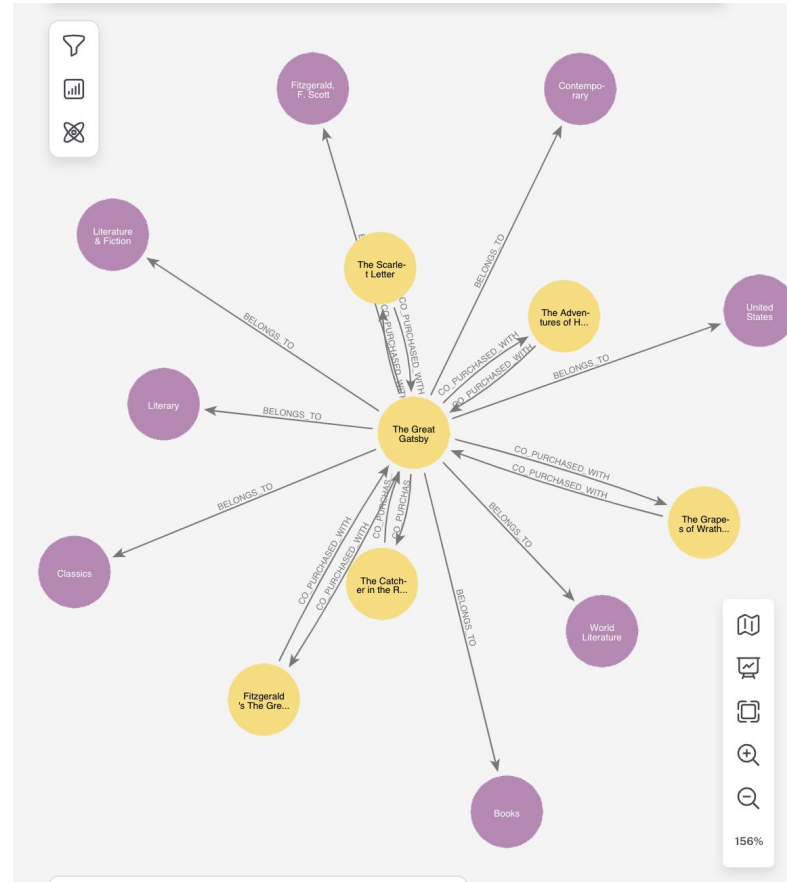 Fitzgerald,
F. Scott
Contempo-
rary
Literature
& Fiction
BELONGS_TO
The Scarle-
t Letter
CO_PURCHASED_WITH
CO_PURCHASED_WITH
BELONGS_TO
The Adven-
tures of H...
CO_PURCHASED_WITH
CO_PURCHASED_WITH
United
States
BELONGS_TO
Literary
BELONGS_TO
The Great
Gatsby
CO_PURCHASED_WITH
CO_PURCHASED_WITH
The Grape-
s of Wrath...
BELONGS_TO
Classics
CO_PURCHASED_WITH
CO_PURCHASED_WITH
CO_PURCHAS...
CO_PURCHAS
The Catch-
er in the R...
BELONGS_TO
World
Literature
BELONGS_TO
Fitzgerald
's The Gre...
Books
156%